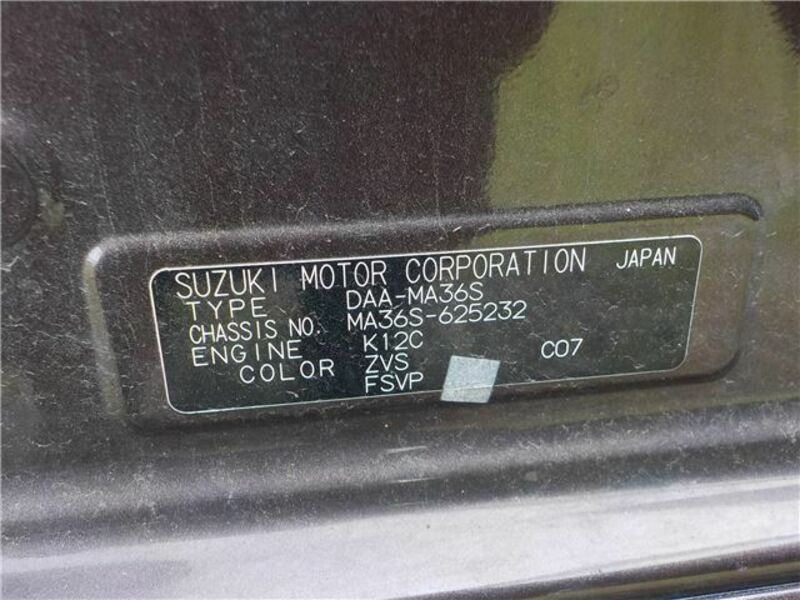 SUZUKI MOTOR CORPORATION JAPAN
TYPE DAA-MA36S
CHASSIS NO. MA36S-625232
ENGINE K12C
COLOR ZVS C07
FSVP